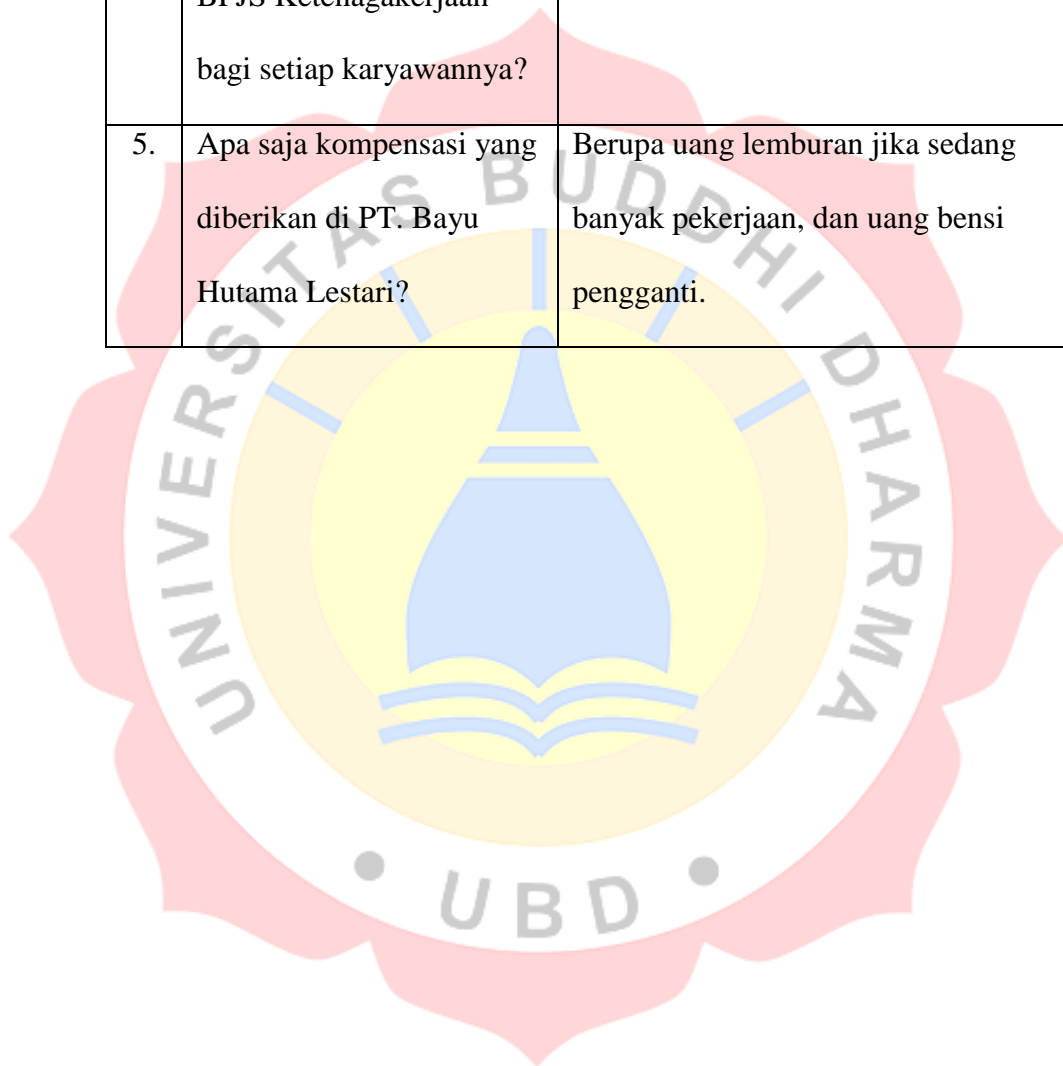 BPJS Ketenagakerjaan
bagi setiap karyawannya?
5. Apa saja kompensasi yang
diberikan di PT. Bayu
Hutama Lestari?
Berupa uang lemburan jika sedang
banyak pekerjaan, dan uang bensi
pengganti.
UNIVERSITAS BUDDHI DHARMA
• UBD •